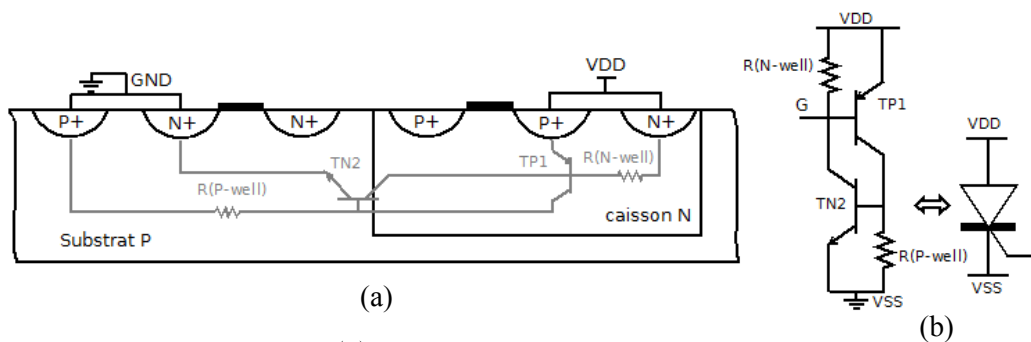 GND
VDD
P+
N+
N+
P+
P+
N+
TN2
TP1
R(N-well)
R(P-well)
caisson N
Substrat P
(a)
VDD
R(N-well)
G
TP1
VDD
TN2
R(P-well)
VSS
VSS
(b)